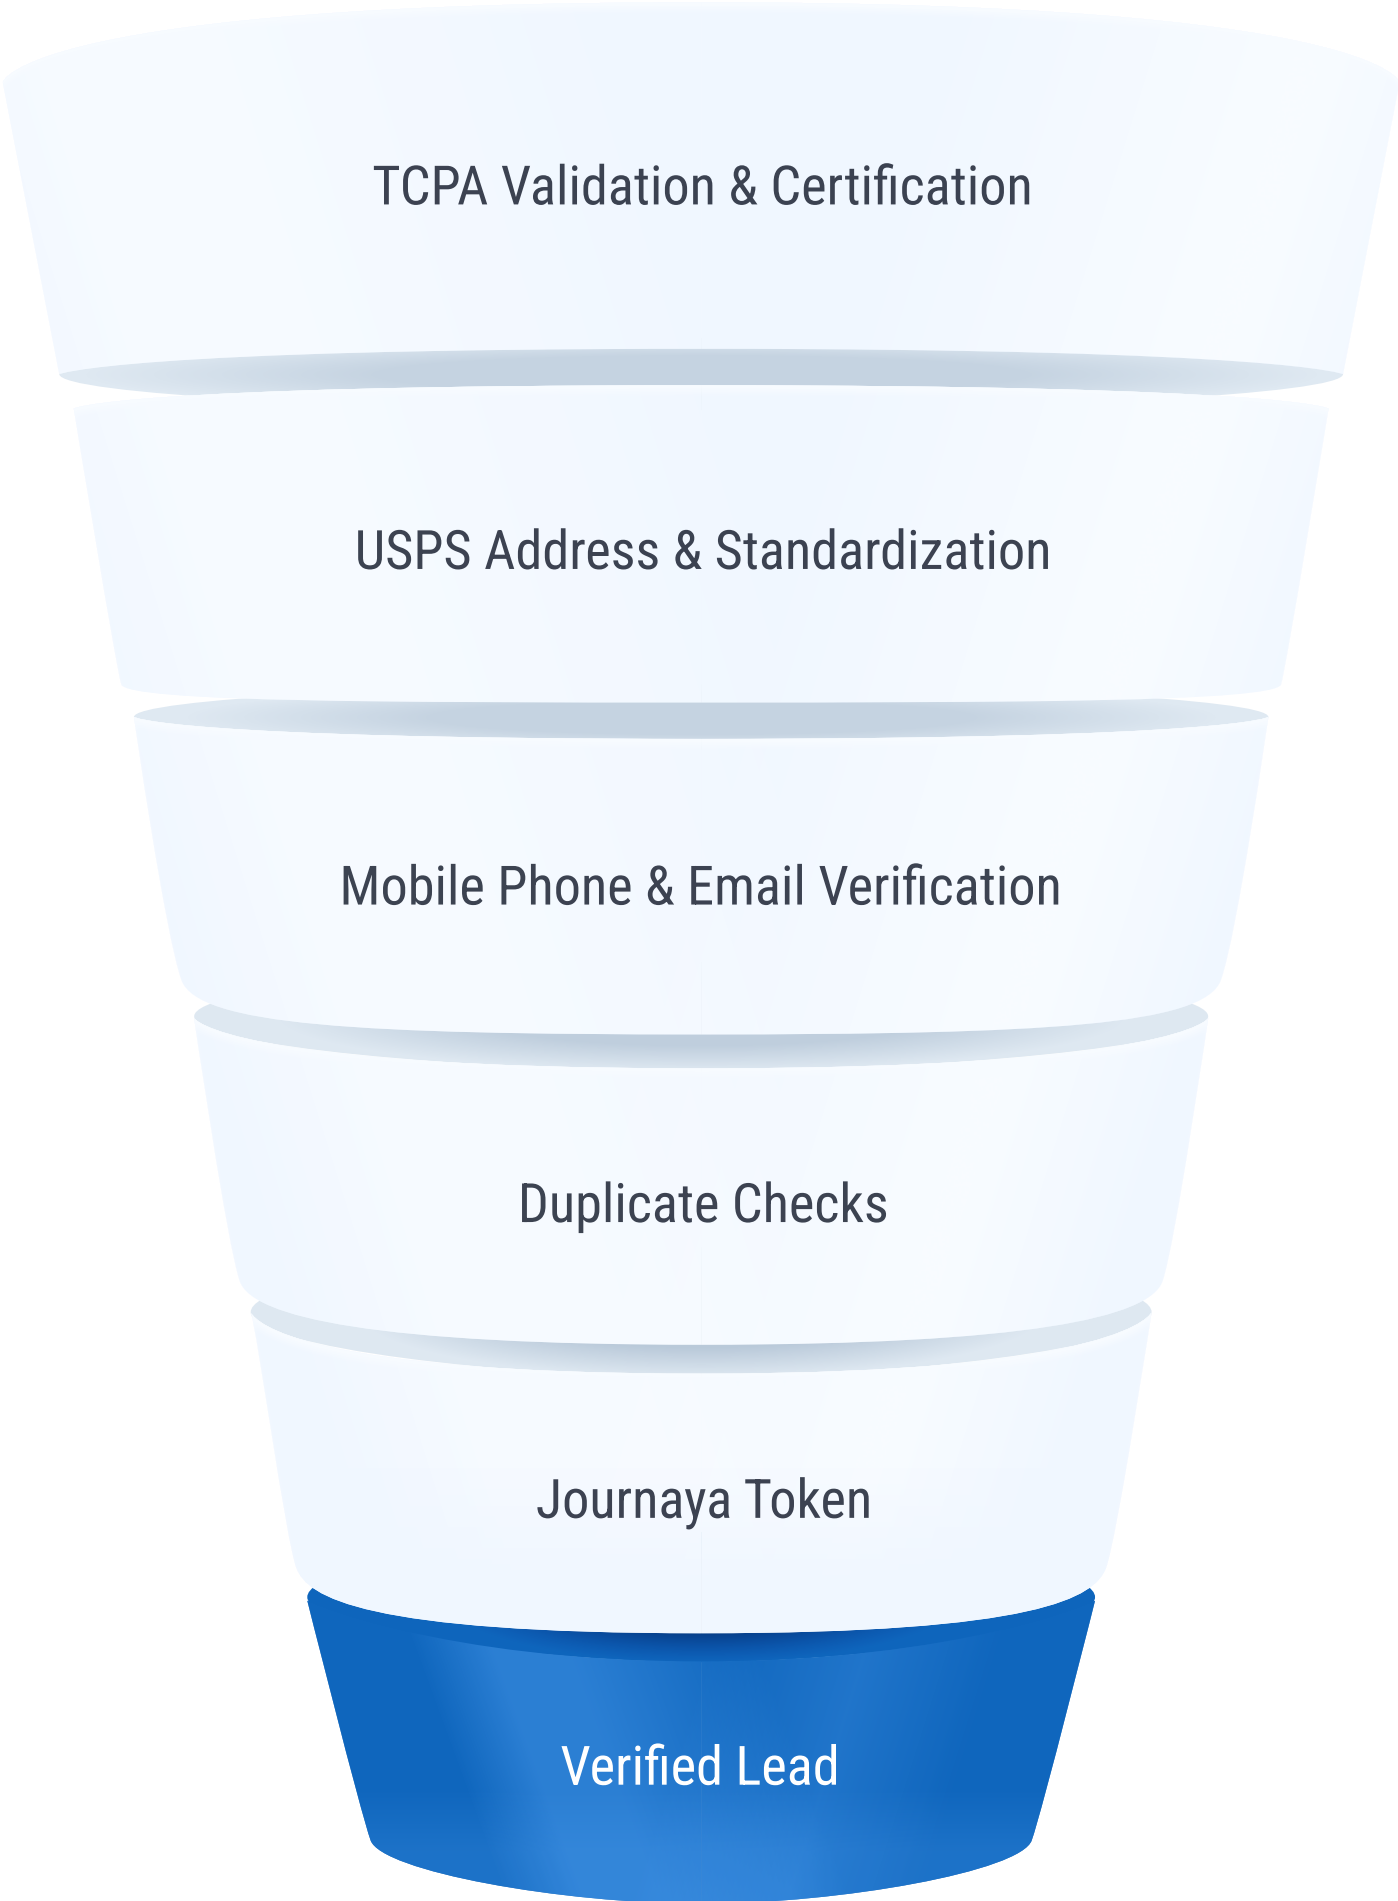 TCPA Validation & Certification
USPS Address & Standardization
Mobile Phone & Email Verification
Duplicate Checks
Journaya Token
Verified Lead